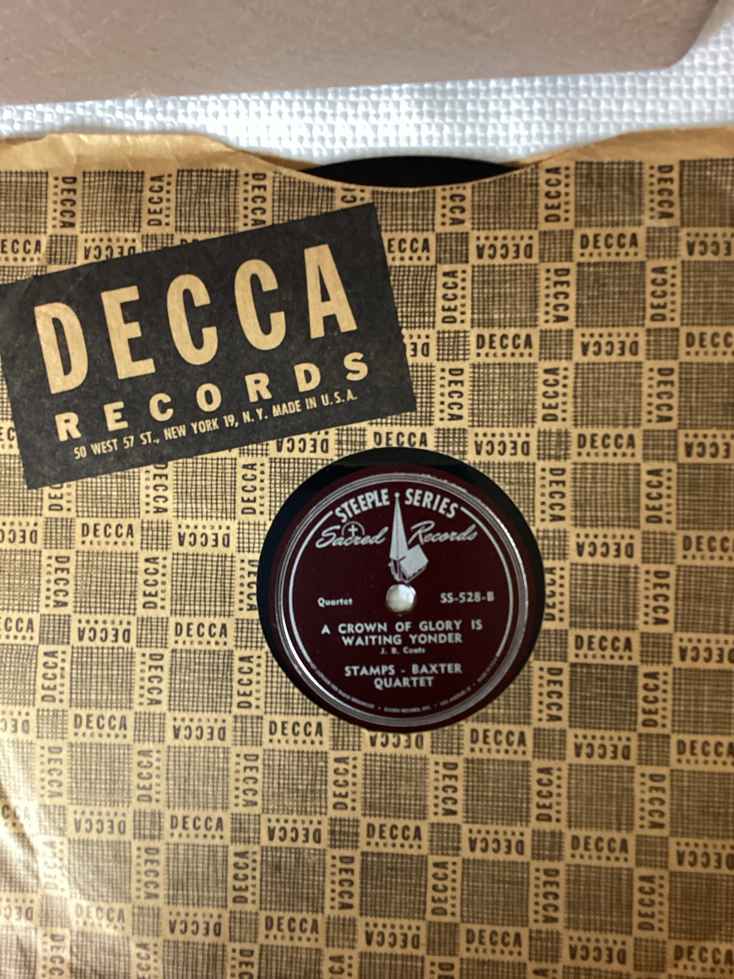 DECCA
RECORDS
50 WEST 57 ST., NEW YORK 19, N.Y. MADE IN U.S.A.
STEEPLE SERIES
Sacred Records
Quartet SS-528-B
A CROWN OF GLORY IS
WAITING YONDER
J. B. Coats
STAMPS - BAXTER
QUARTET